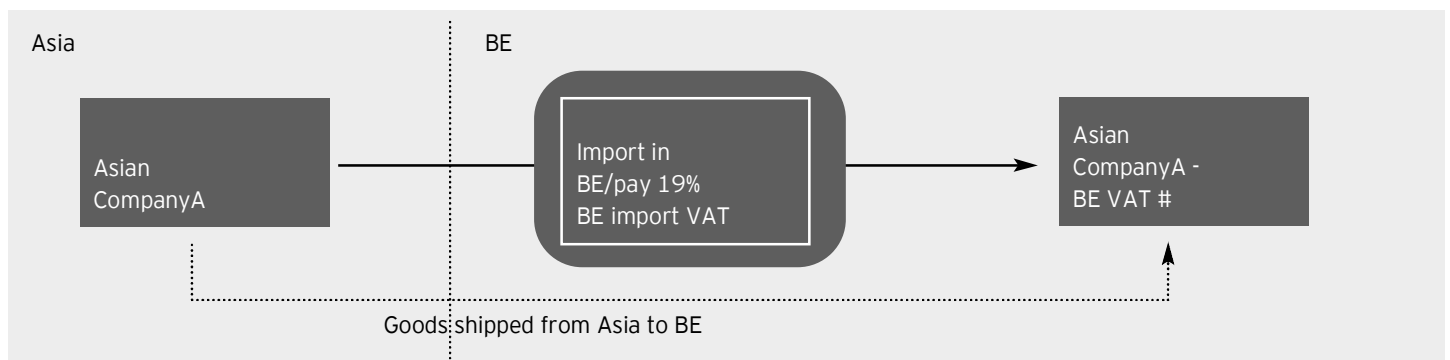 Asia
BE
Asian
CompanyA
Import in
BE/pay 19%
BE import VAT
Asian
CompanyA -
BE VAT #
Goods shipped from Asia to BE